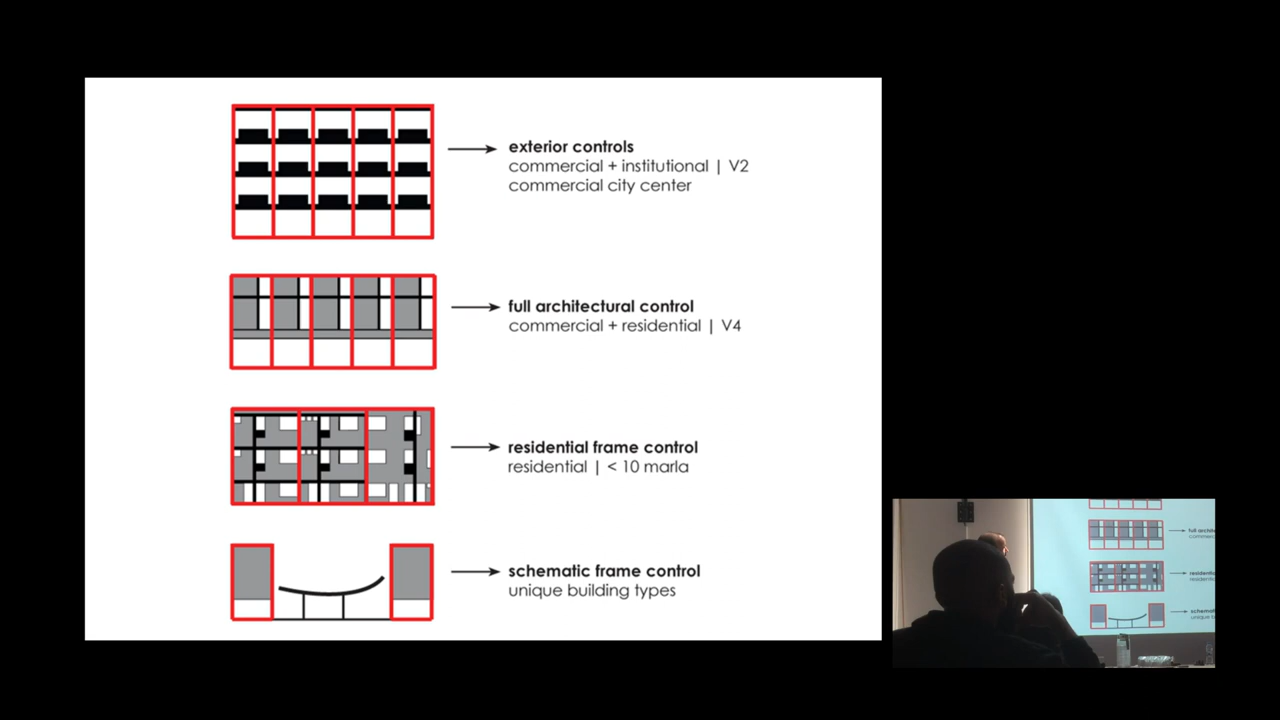 exterior controls
commercial + institutional | V2
commercial city center
full architectural control
commercial + residential | V4
residential frame control
residential | < 10 marla
schematic frame control
unique building types